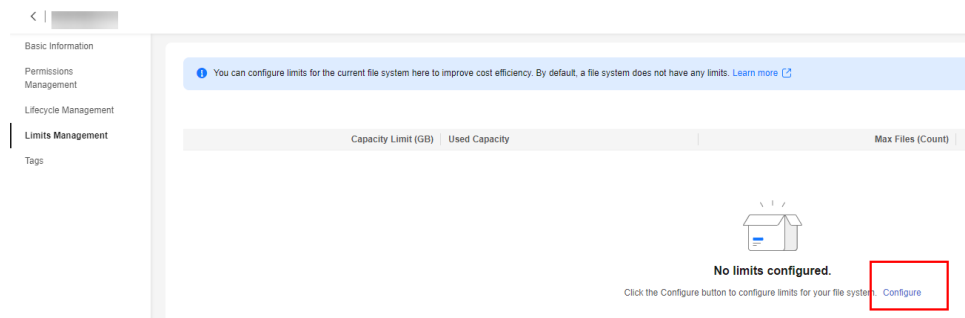 Basic Information
Permissions
Management
Lifecycle Management
Limits Management
Tags
You can configure limits for the current file system here to improve cost efficiency. By default, a file system does not have any limits. Learn more
Capacity Limit (GB) Used Capacity Max Files (Count)
No limits configured.
Click the Configure button to configure limits for your file system. Configure